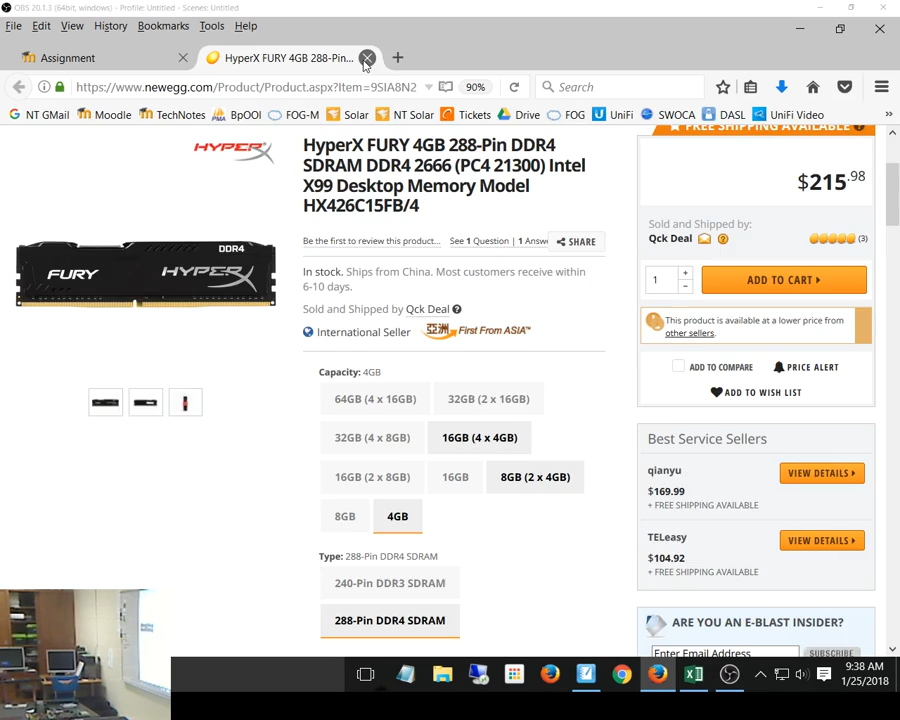 OBS 20.1.3 (64bit, windows) - Profile: Untitled - Scenes: Untitled
File Edit View History Bookmarks Tools Help
Assignment
HyperX FURY 4GB 288-Pin...
https://www.newegg.com/Product/Product.aspx?Item=9SIA8N2
90%
Search
NT GMail Moodle TechNotes BpOOI FOG-M Solar NT Solar Tickets Drive FOG UniFi SWOCA DASL UniFi Video »
HYPERX
HyperX FURY 4GB 288-Pin DDR4
SDRAM DDR4 2666 (PC4 21300) Intel
X99 Desktop Memory Model
HX426C15FB/4
Be the first to review this product...
See 1 Question | 1 Answ
SHARE
In stock. Ships from China. Most customers receive within
6-10 days.
Sold and Shipped by Qck Deal
International Seller
亞洲 First From ASIA™
DDR4
FURY
HYPERX
Capacity: 4GB
64GB (4 x 16GB)
32GB (2 x 16GB)
32GB (4 x 8GB)
16GB (4 x 4GB)
16GB (2 x 8GB)
16GB
8GB (2 x 4GB)
8GB
4GB
Type: 288-Pin DDR4 SDRAM
240-Pin DDR3 SDRAM
288-Pin DDR4 SDRAM
FREE SHIPPING AVAILABLE
$215.98
Sold and Shipped by:
Qck Deal
(3)
1
+
−
ADD TO CART
This product is available at a lower price from
other sellers.
ADD TO COMPARE
PRICE ALERT
ADD TO WISH LIST
Best Service Sellers
qianyu
$169.99
+ FREE SHIPPING AVAILABLE
VIEW DETAILS
TELeasy
$104.92
+ FREE SHIPPING AVAILABLE
VIEW DETAILS
ARE YOU AN E-BLAST INSIDER?
Enter Email Address
SUBSCRIBE
9:38 AM
1/25/2018